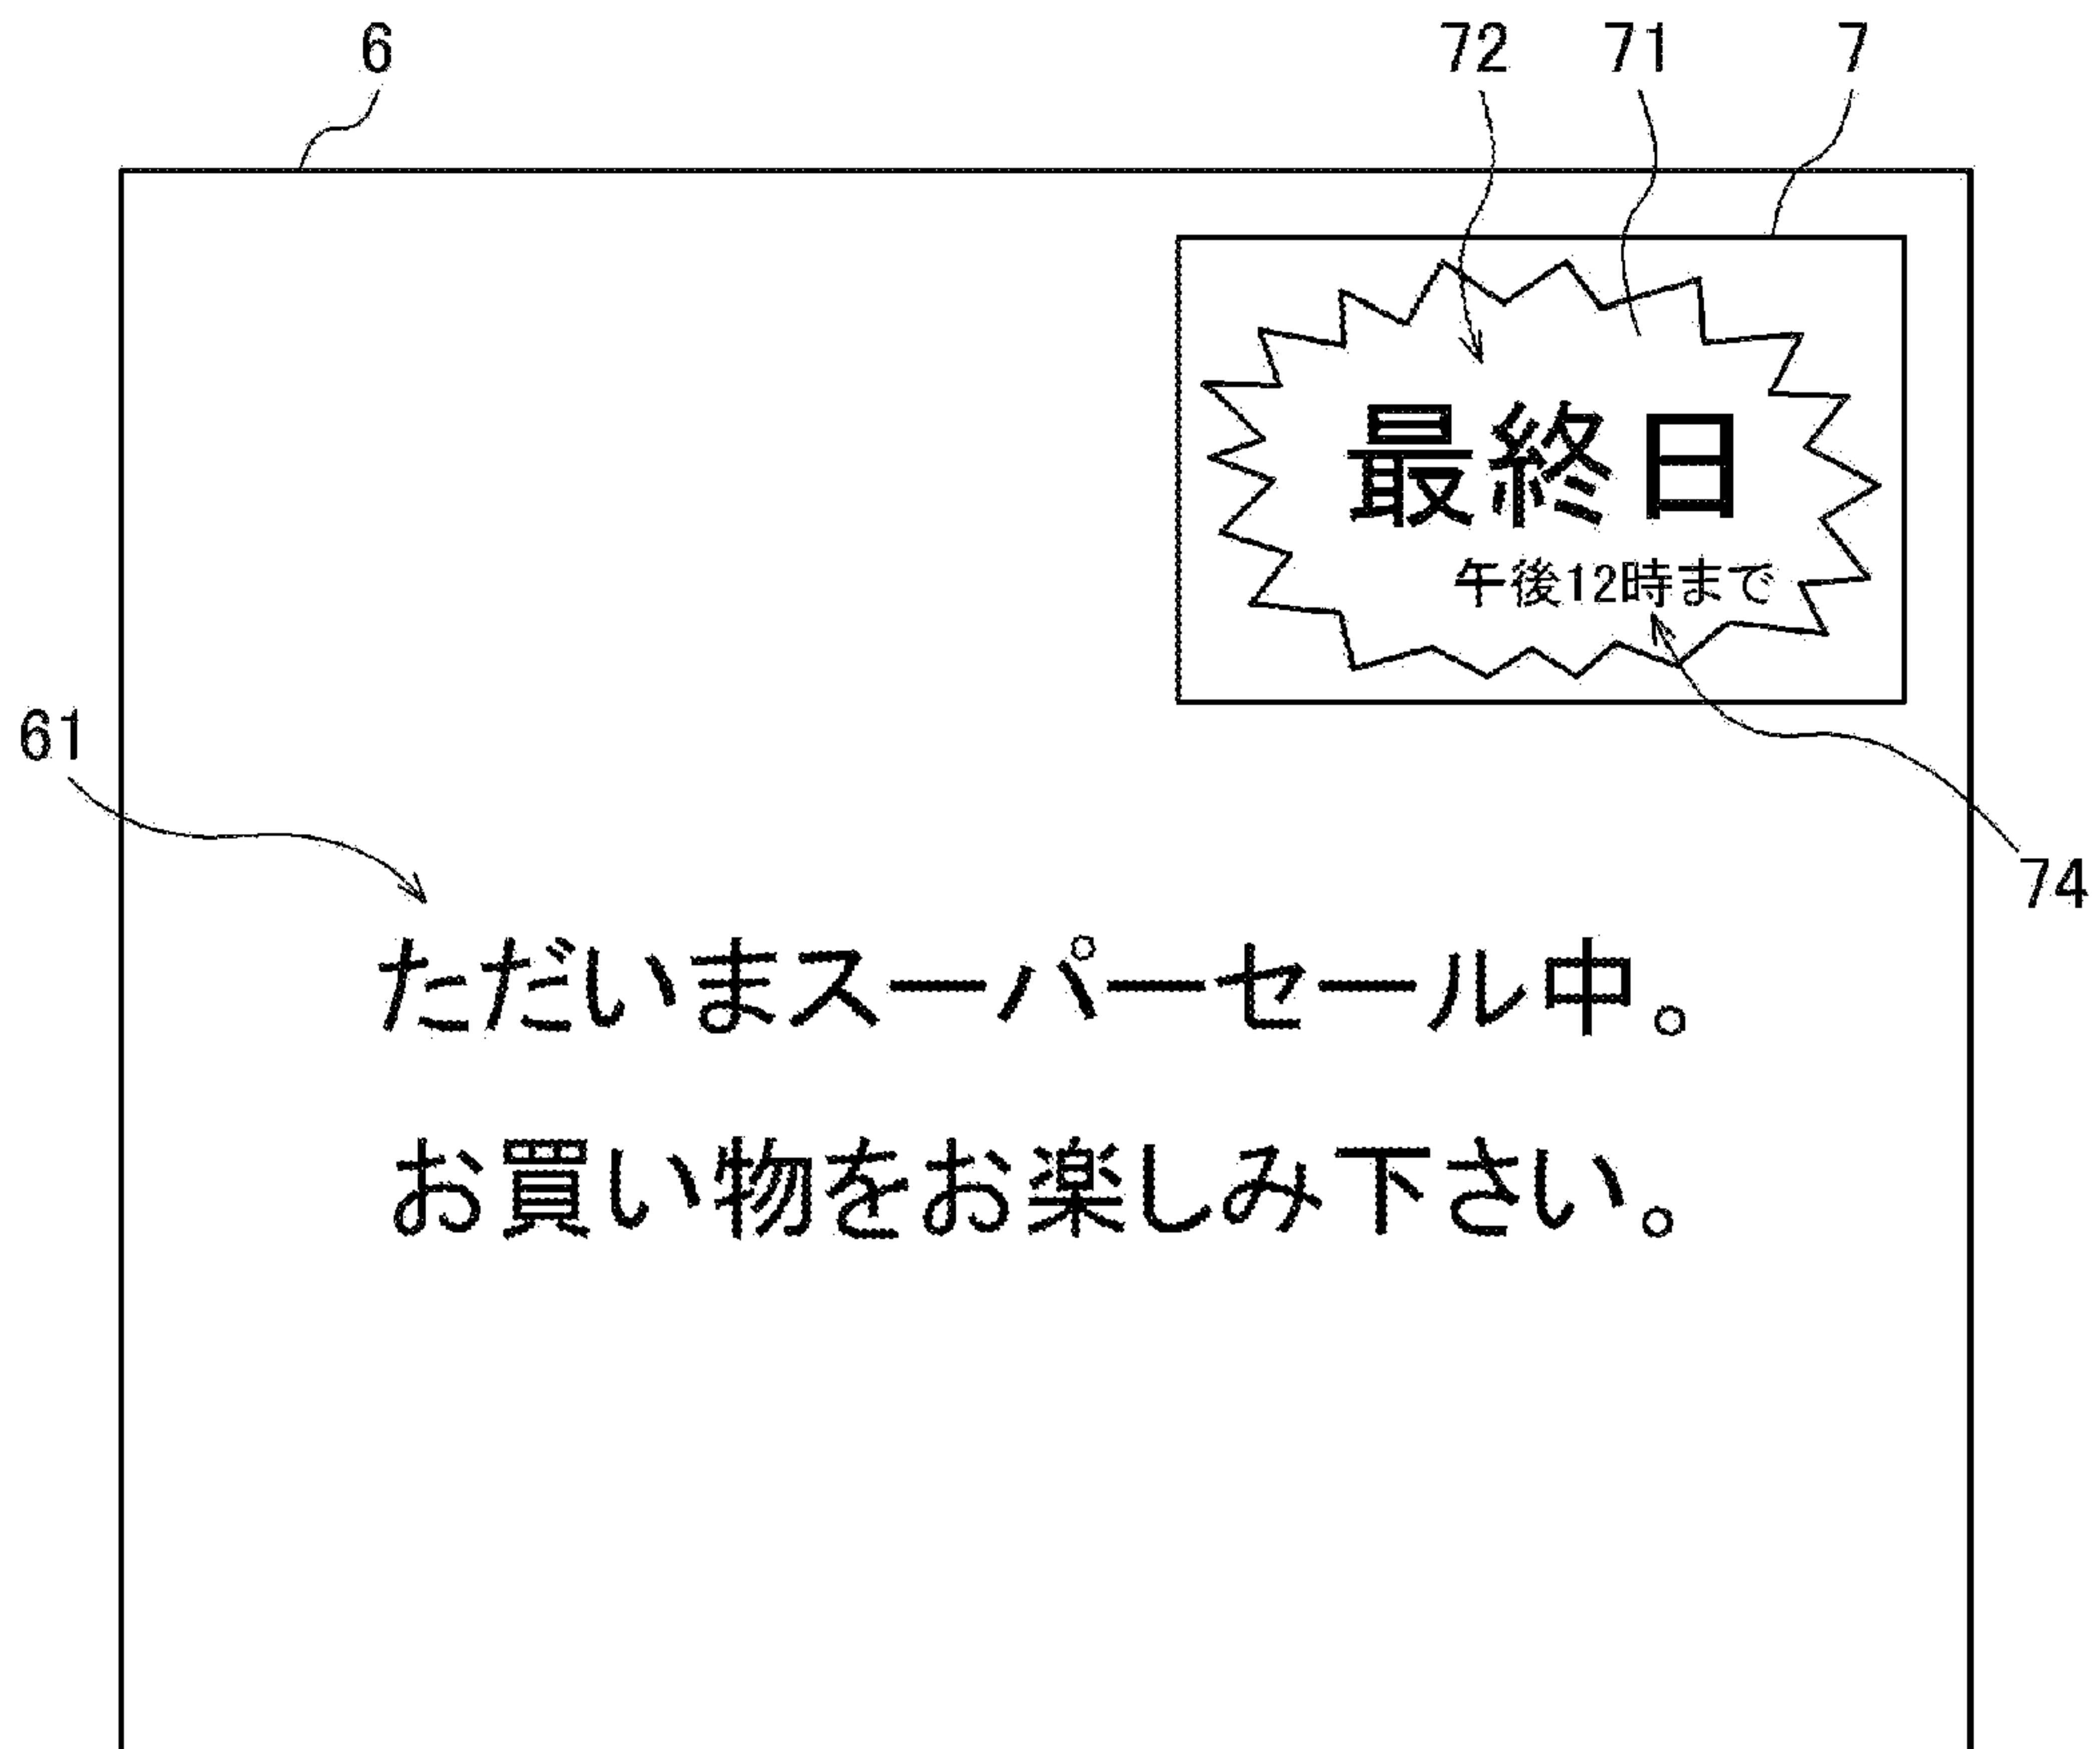 6
72 71 7
最終日
午後12時まで
61
74
ただいまスーパーセール中。
お買い物をお楽しみ下さい。